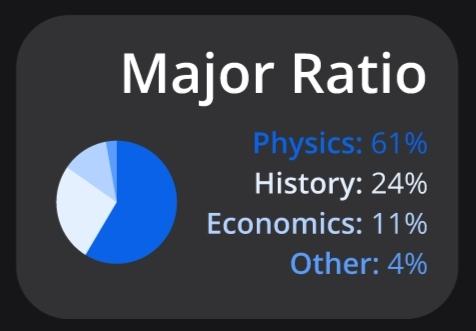 Major Ratio
Physics: 61%
History: 24%
Economics: 11%
Other: 4%